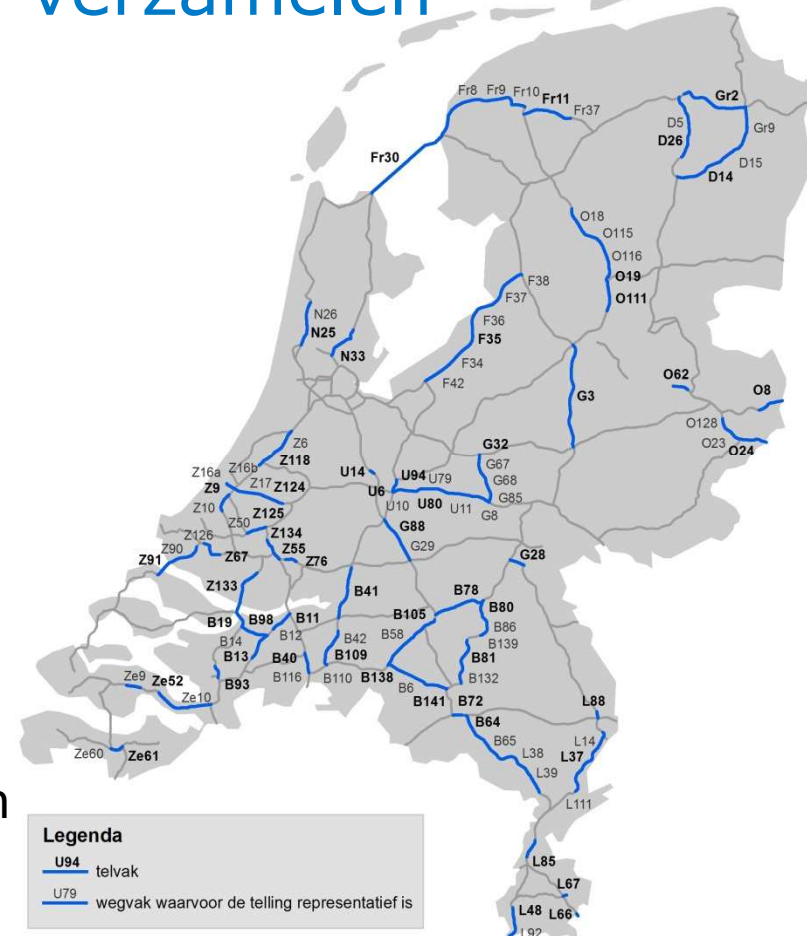 verzamelen
Fr8 Fr9 Fr10
Fr11
Fr37
Fr30
Gr2
D5
D26
Gr9
D15
D14
O18
O115
O116
O19
O111
F38
F37
F36
F35
F34
F42
N26
N25
N33
G3
O62
O8
O128
O23
O24
Z6
Z118
Z16a
Z16b
Z9
Z17
Z124
Z10
Z125
Z50
Z134
Z126
Z90
Z55
Z91
Z67
Z76
U14
U94
U79
U6
U10
U80
U11
G32
G67
G68
G85
G8
G88
G29
G28
Z133
B41
B78
B105
B80
B19
B98
B11
B58
B86
B14
B12
B42
B139
B13
B40
B109
B81
B138
B116
B110
B132
B93
B6
B141
B72
B64
Ze9
Ze52
Ze10
Ze60
Ze61
B65
L38
L39
L88
L14
L37
L111
n
L85
L67
L48
L66
L92
Legenda
U94
telvak
U79
wegvak waarvoor de telling representatief is